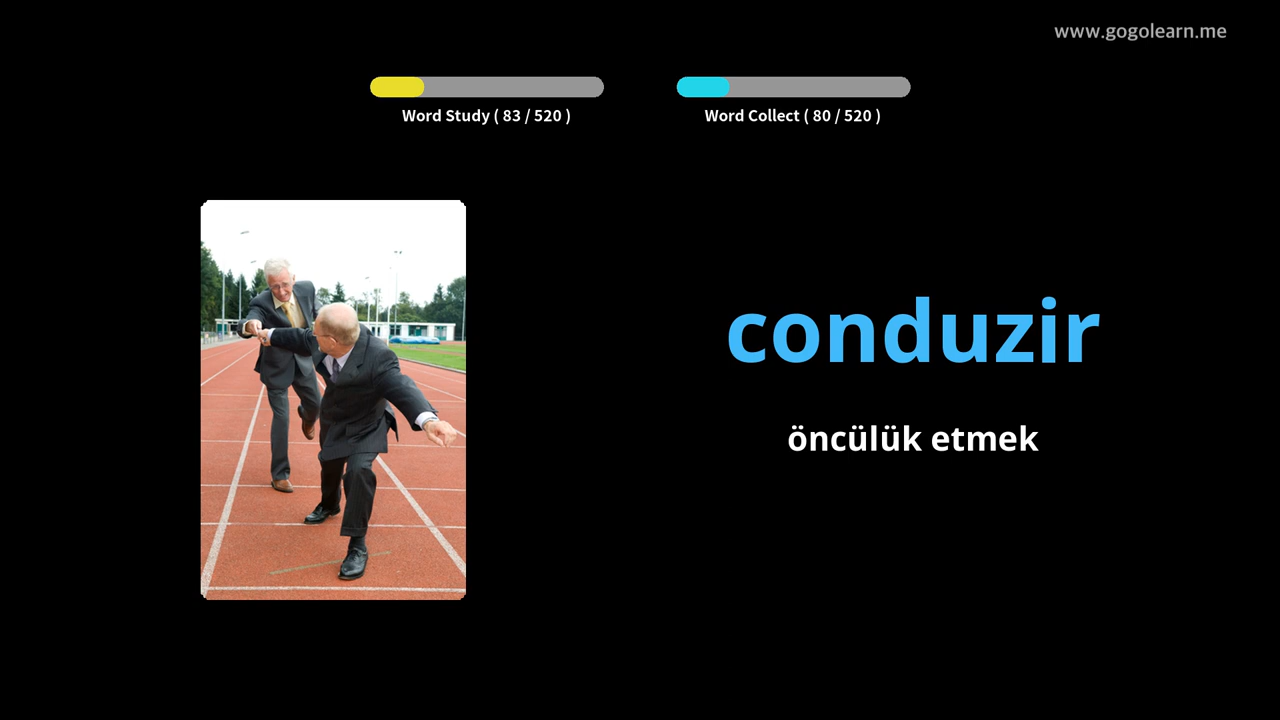 www.gogolearn.me
Word Study ( 83 / 520 )
Word Collect ( 80 / 520 )
conduzir
öncülük etmek